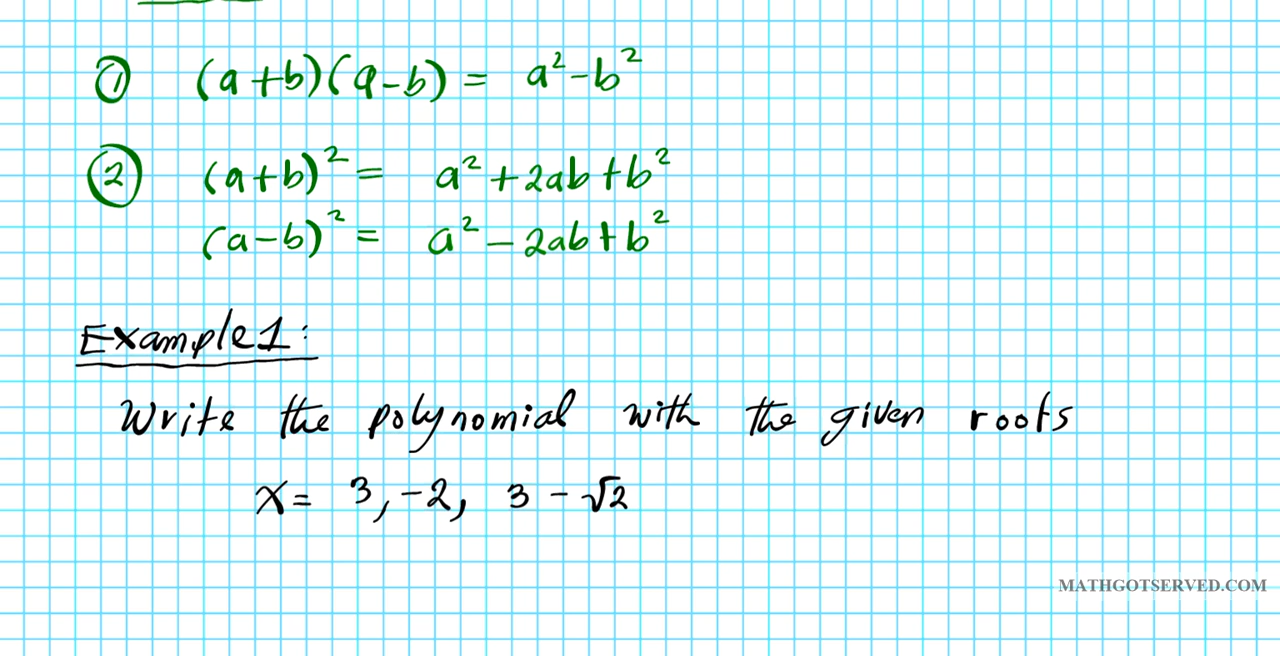 ① (a+b)(a-b) = a²-b²
② (a+b)² = a²+2ab+b²
(a-b)² = a²-2ab+b²
Example 1:
Write the polynomial with the given roots
x = 3, -2, 3 - √2
MATHGOTSERVED.COM